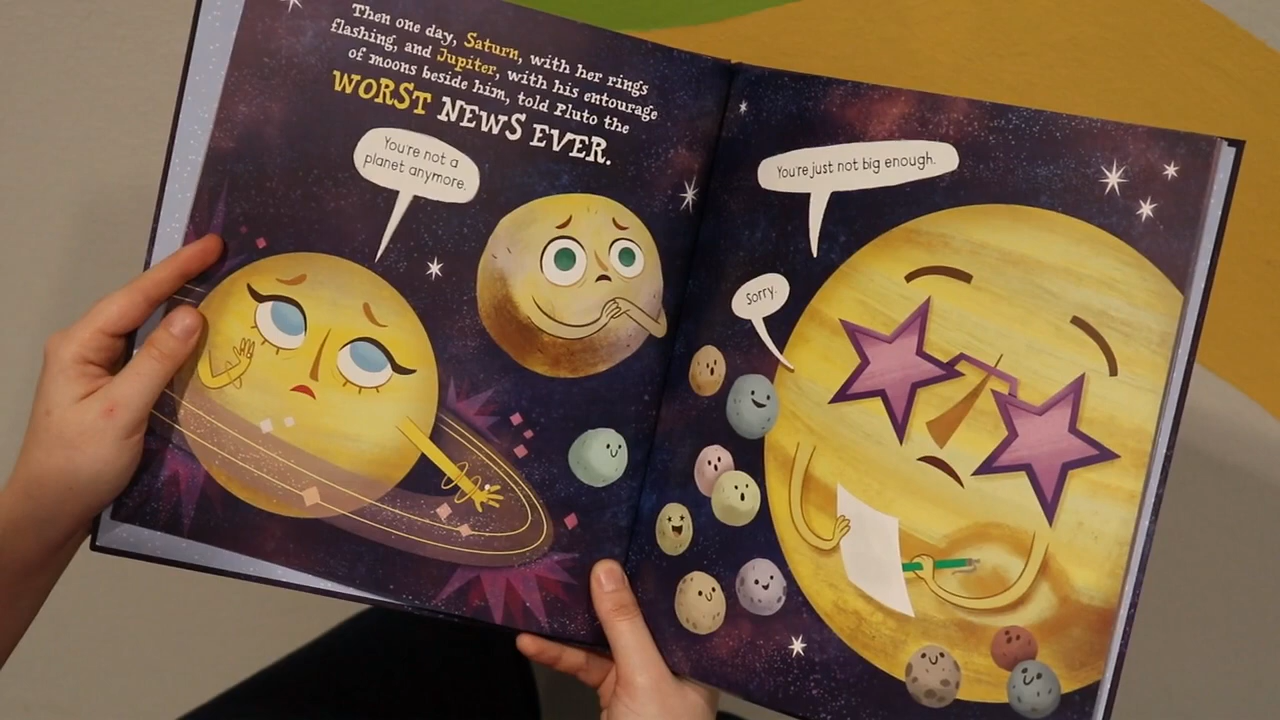 Then one day, Saturn, with her rings
flashing, and Jupiter, with his entourage
of moons beside him, told Pluto the
WORST NEWS EVER.
You're not a
planet anymore.
You're just not big enough.
Sorry.